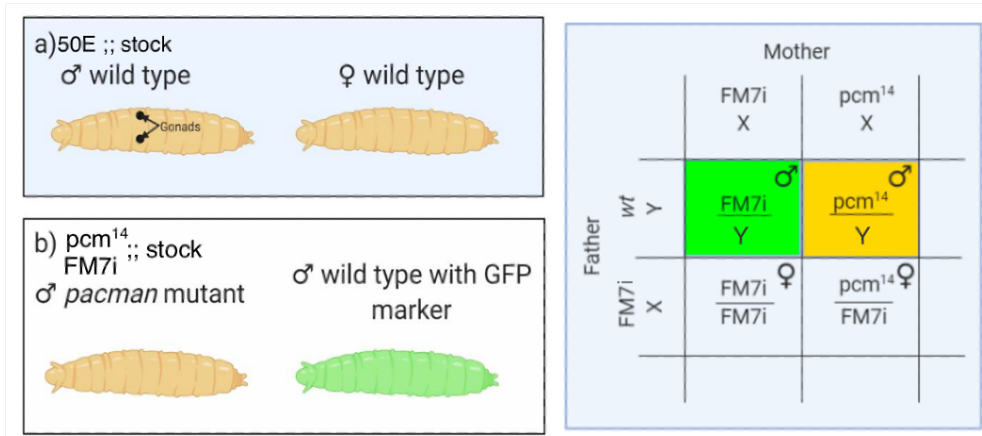 a) 50E ;; stock
♂ wild type
♀ wild type
Gonads
b) pcm¹⁴ ;; stock
FM7i
♂ pacman mutant
♂ wild type with GFP
marker
Mother
FM7i
X
pcm¹⁴
X
Father
wt
Y
FM7i
Y
♂
pcm¹⁴
Y
♂
FM7i
X
FM7i
FM7i
♀
pcm¹⁴
FM7i
♀